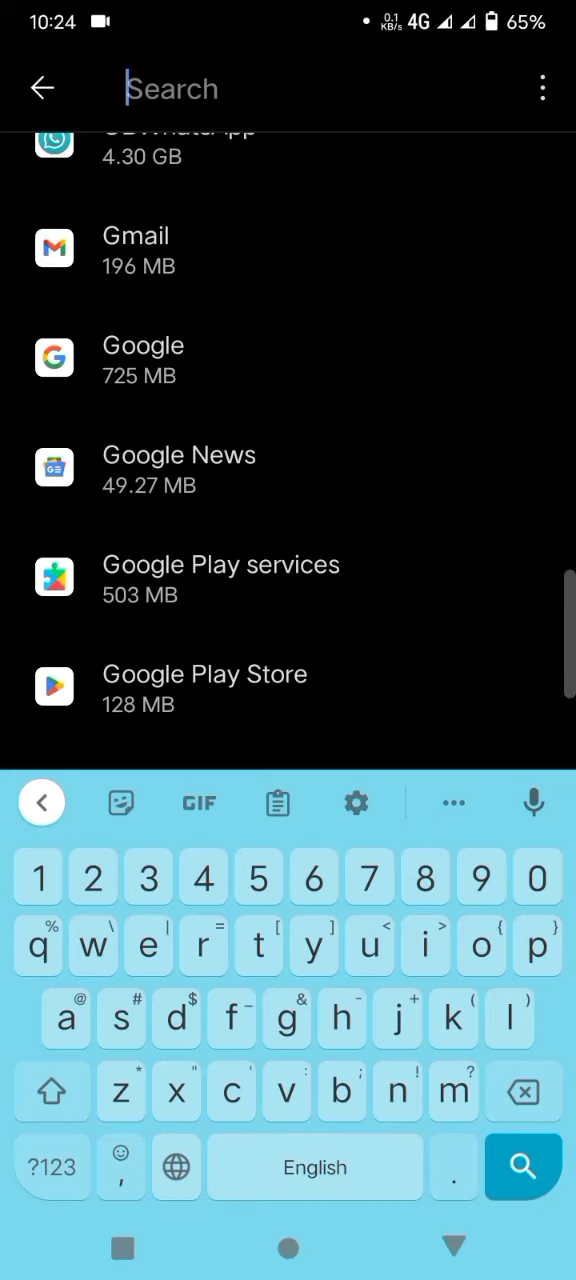 10:24 0.1 KB/s 4G 65%
Search
4.30 GB
Gmail
196 MB
Google
725 MB
Google News
49.27 MB
Google Play services
503 MB
Google Play Store
128 MB
GIF
1 2 3 4 5 6 7 8 9 0
% \ | = [ ] < > { }
q w e r t y u i o p
@ # $ _ & - + ( )
a s d f g h j k l
* " ' : ; ! ?
z x c v b n m
?123 , English .